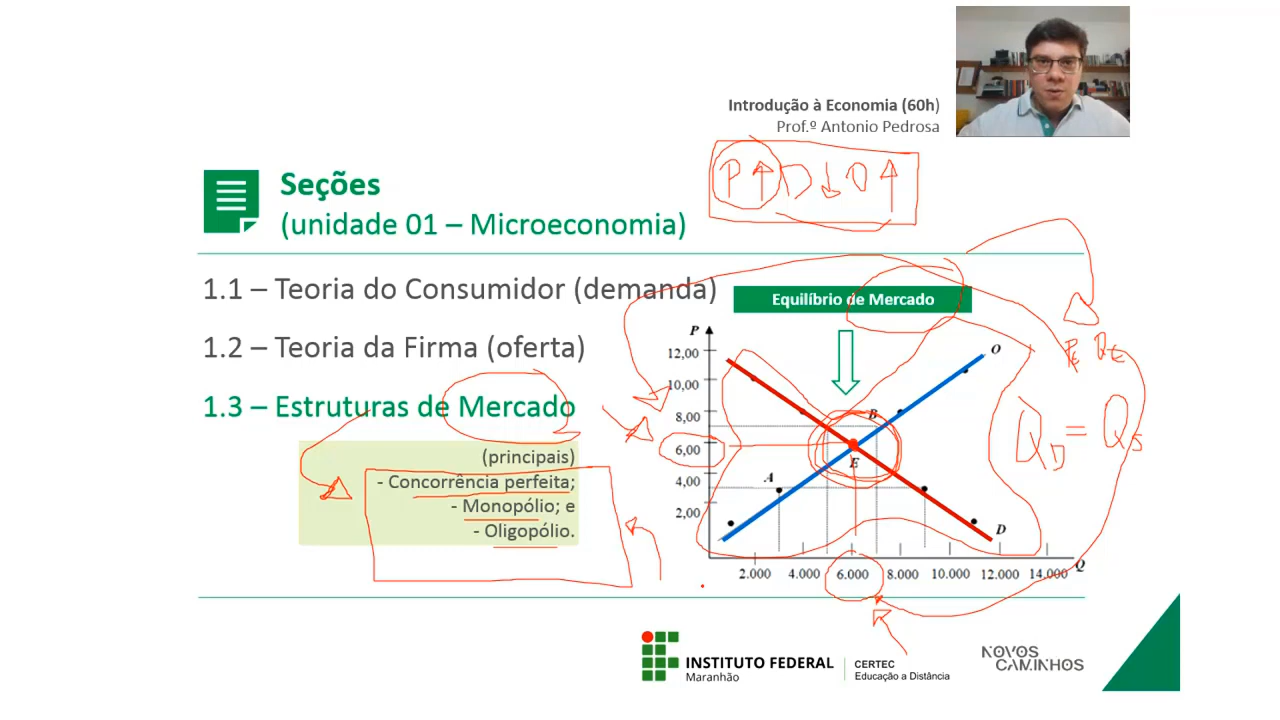 Introdução à Economia (60h)
Prof.º Antonio Pedrosa
P↑ D↓ O↑
Seções
(unidade 01 – Microeconomia)
1.1 – Teoria do Consumidor (demanda)
1.2 – Teoria da Firma (oferta)
1.3 – Estruturas de Mercado
(principais)
- Concorrência perfeita;
- Monopólio; e
- Oligopólio.
Equilíbrio de Mercado
P
12,00
10,00
8,00
6,00
4,00
2,00
O
B
E
A
D
2.000 4.000 6.000 8.000 10.000 12.000 14.000 Q
PE QE
QD = QS
INSTITUTO FEDERAL
Maranhão
CERTEC
Educação a Distância
NOVOS
CAMINHOS